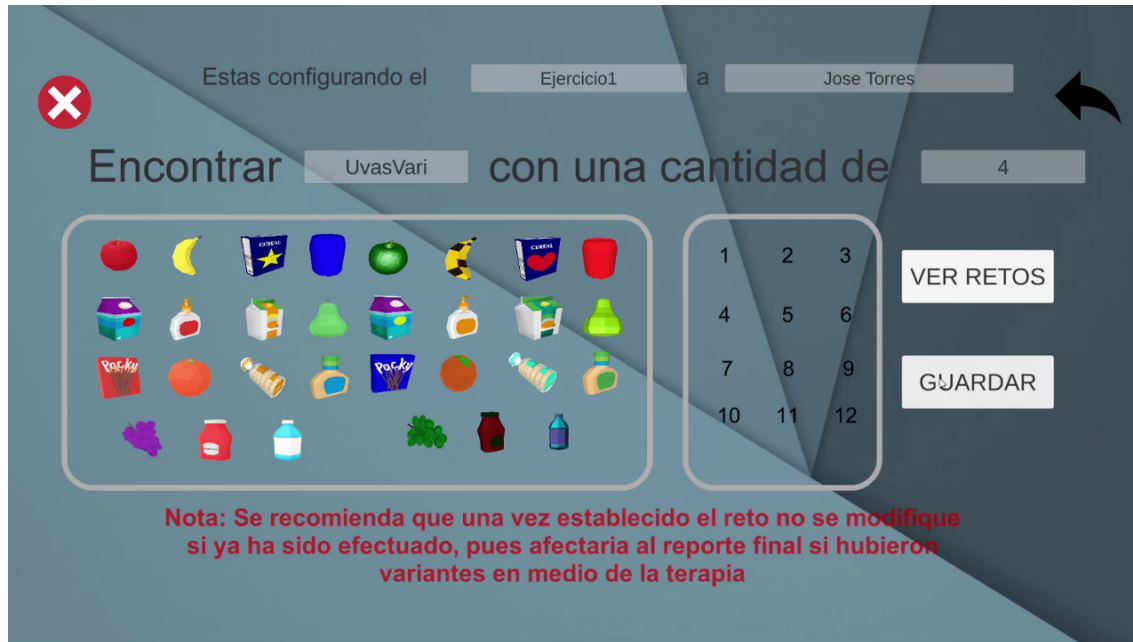 Estas configurando el Ejercicio1 a Jose Torres
Encontrar UvasVari con una cantidad de 4
CEREAL CEREAL
Packy Packy
1 2 3
4 5 6
7 8 9
10 11 12
VER RETOS
GUARDAR
Nota: Se recomienda que una vez establecido el reto no se modifique
si ya ha sido efectuado, pues afectaria al reporte final si hubieron
variantes en medio de la terapia